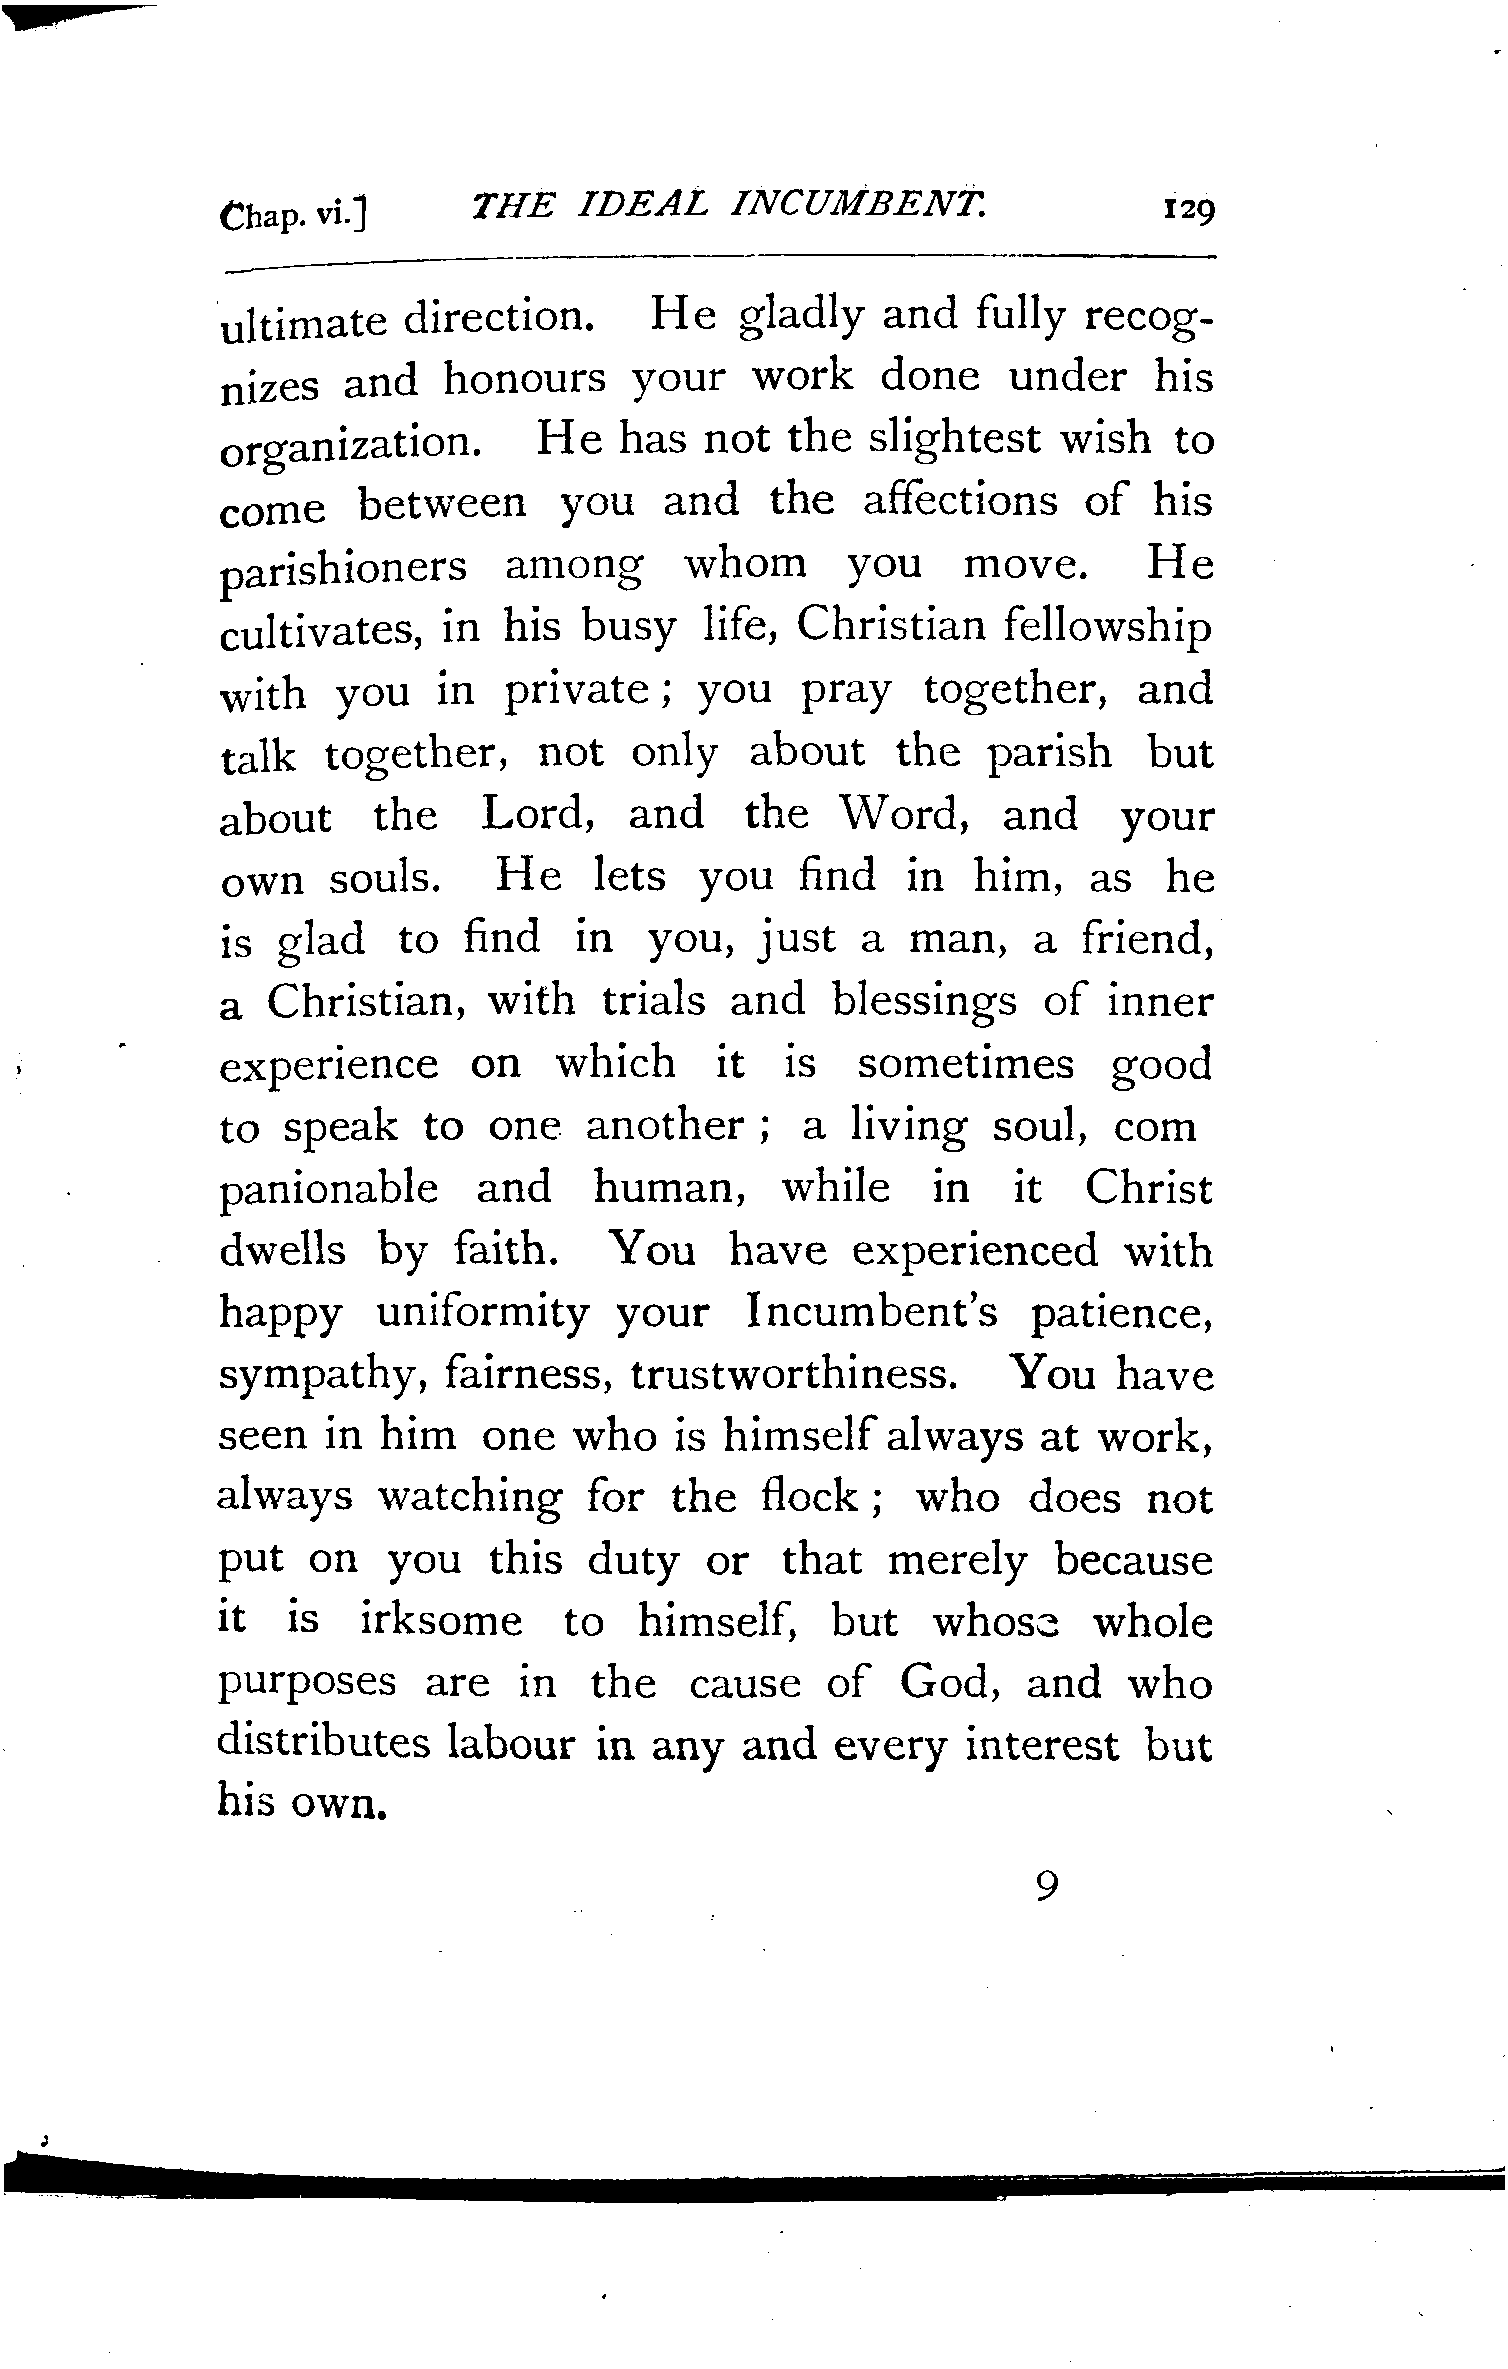 Chap. vi.] THE IDEAL INCUMBENT. 129
ultimate direction. He gladly and fully recog-
nizes and honours your work done under his
organization. He has not the slightest wish to
come between you and the affections of his
parishioners among whom you move. He
cultivates, in his busy life, Christian fellowship
with you in private ; you pray together, and
talk together, not only about the parish but
about the Lord, and the Word, and your
own souls. He lets you find in him, as he
is glad to find in you, just a man, a friend,
a Christian, with trials and blessings of inner
experience on which it is sometimes good
to speak to one another ; a living soul, com
panionable and human, while in it Christ
dwells by faith. You have experienced with
happy uniformity your Incumbent's patience,
sympathy, fairness, trustworthiness. You have
seen in him one who is himself always at work,
always watching for the flock ; who does not
put on you this duty or that merely because
it is irksome to himself, but whose whole
purposes are in the cause of God, and who
distributes labour in any and every interest but
his own.
9